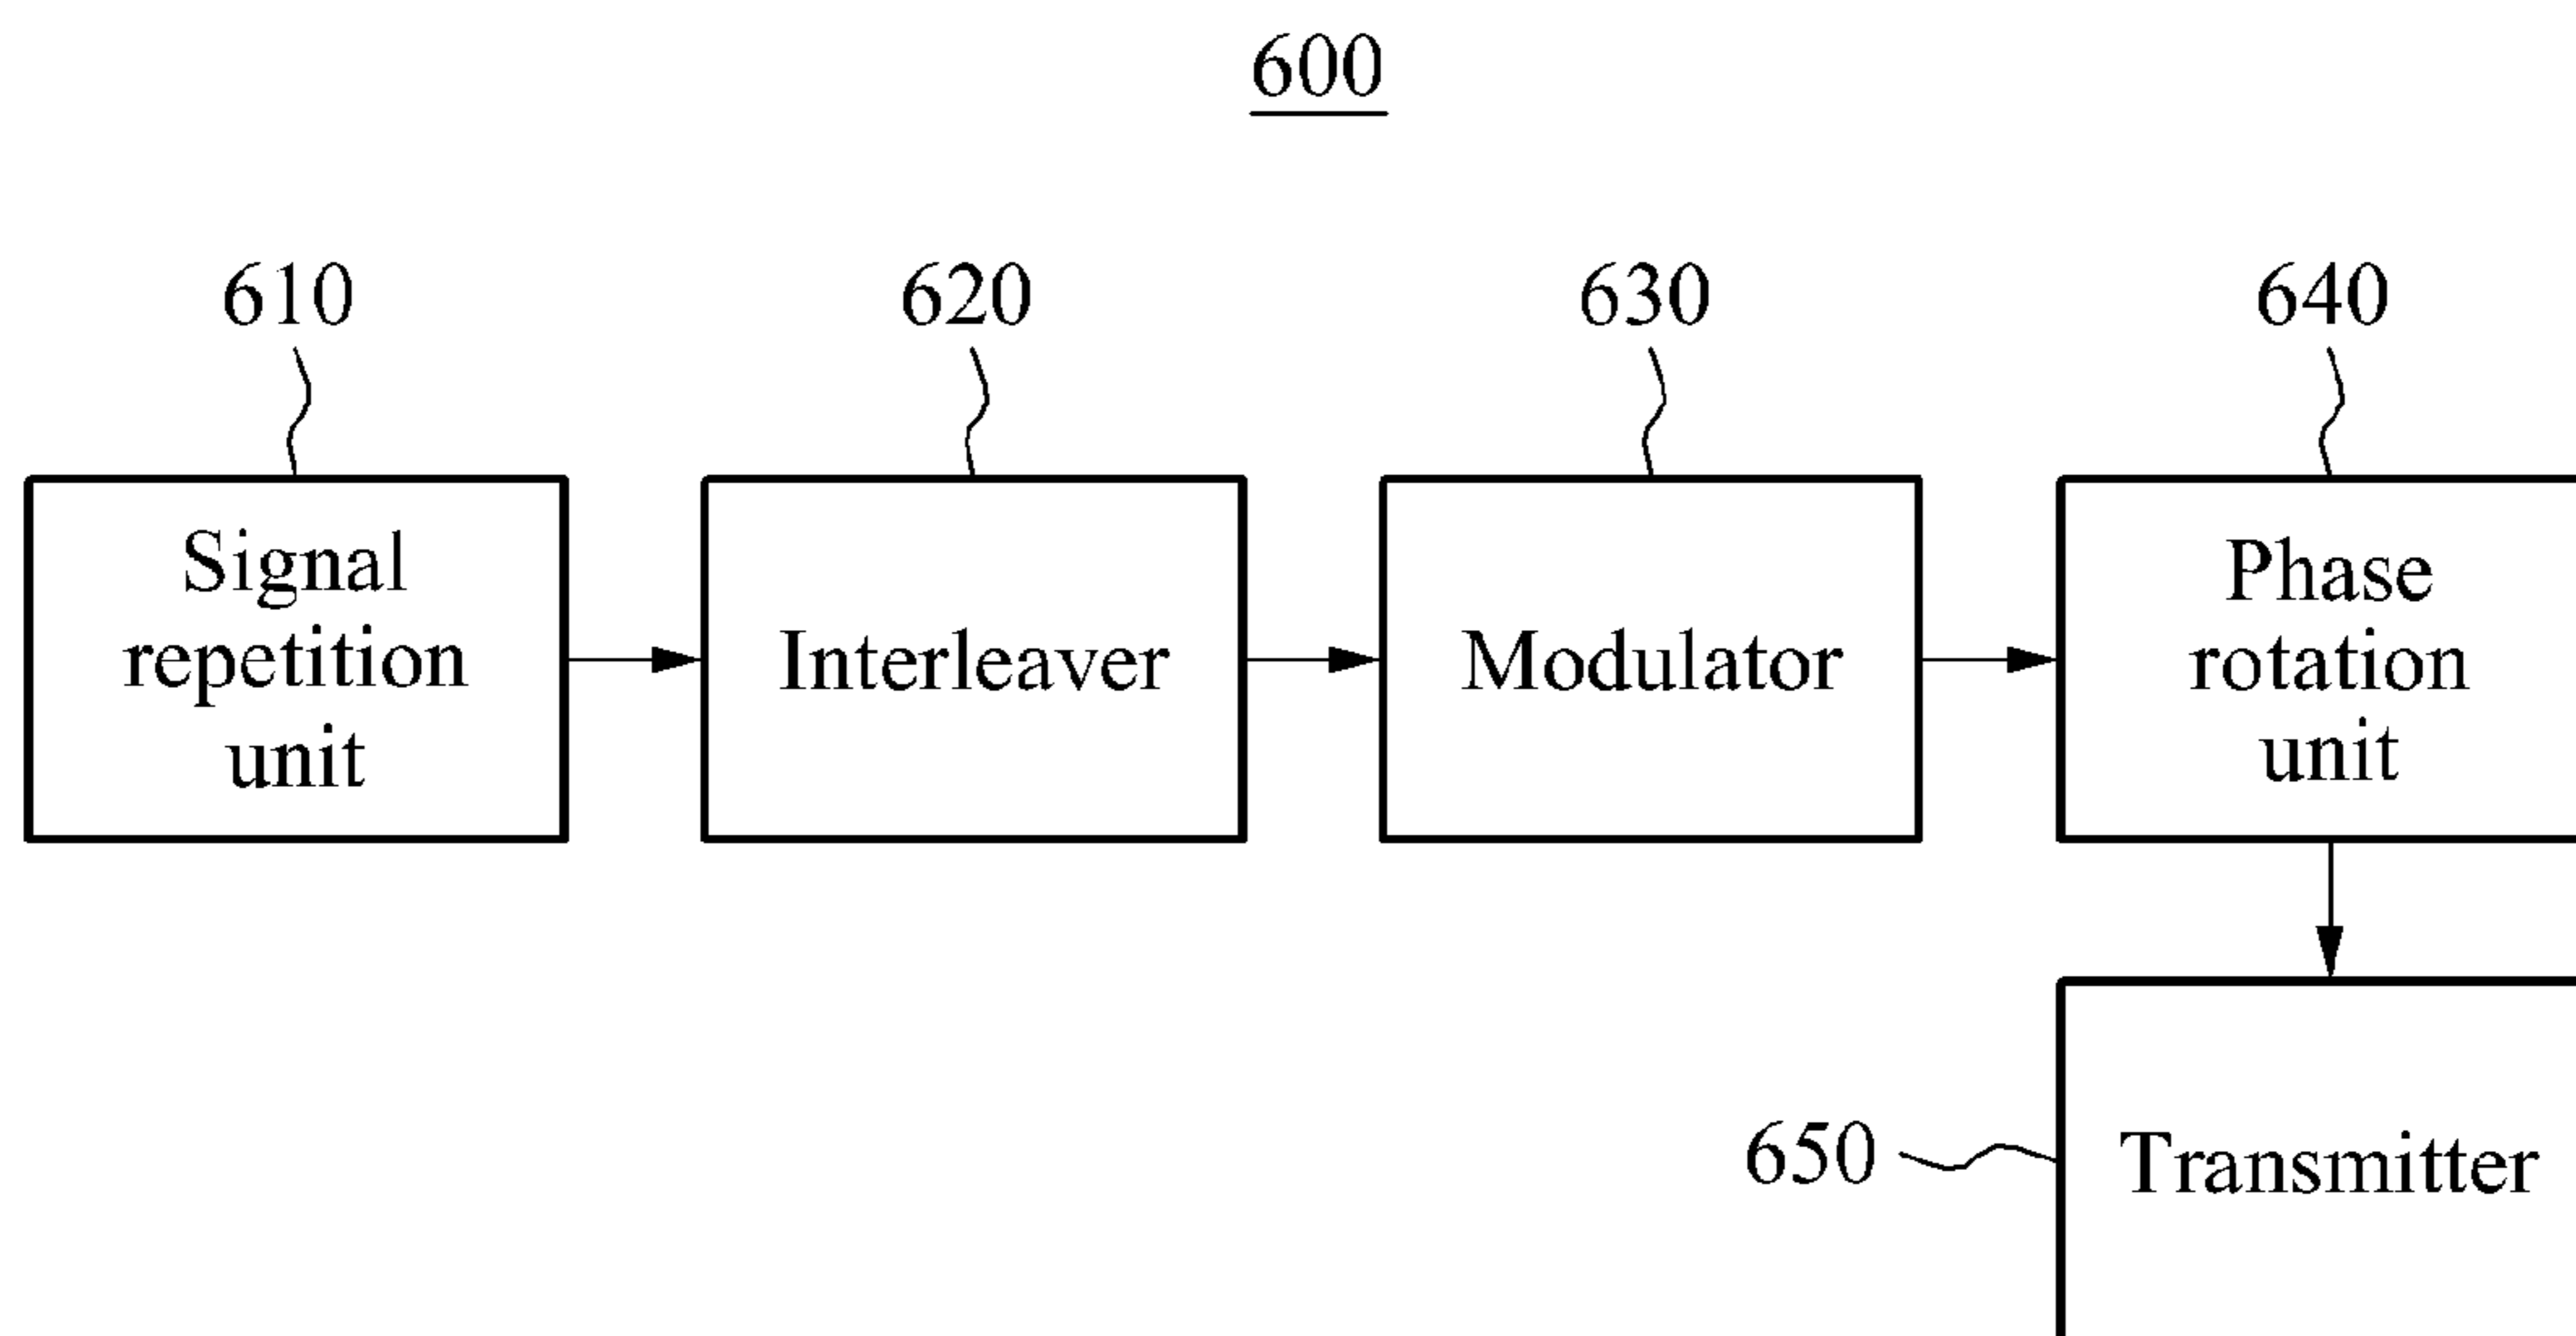 600
610
620
630
640
Signal
repetition
unit
Interleaver
Modulator
Phase
rotation
unit
650
Transmitter